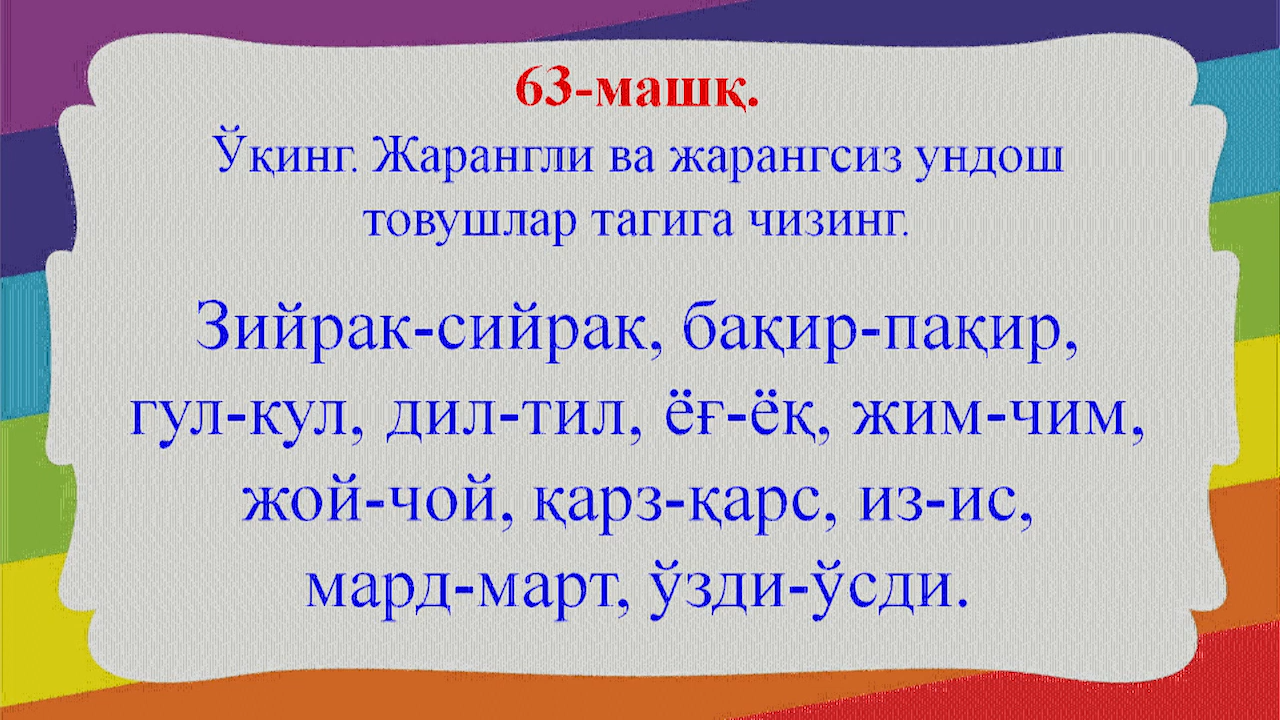 63-машқ.
Ўқинг. Жарангли ва жарангсиз ундош
товушлар тагига чизинг.
Зийрак-сийрак, бақир-пақир,
гул-кул, дил-тил, ёғ-ёқ, жим-чим,
жой-чой, қарз-қарс, из-ис,
мард-март, ўзди-ўсди.